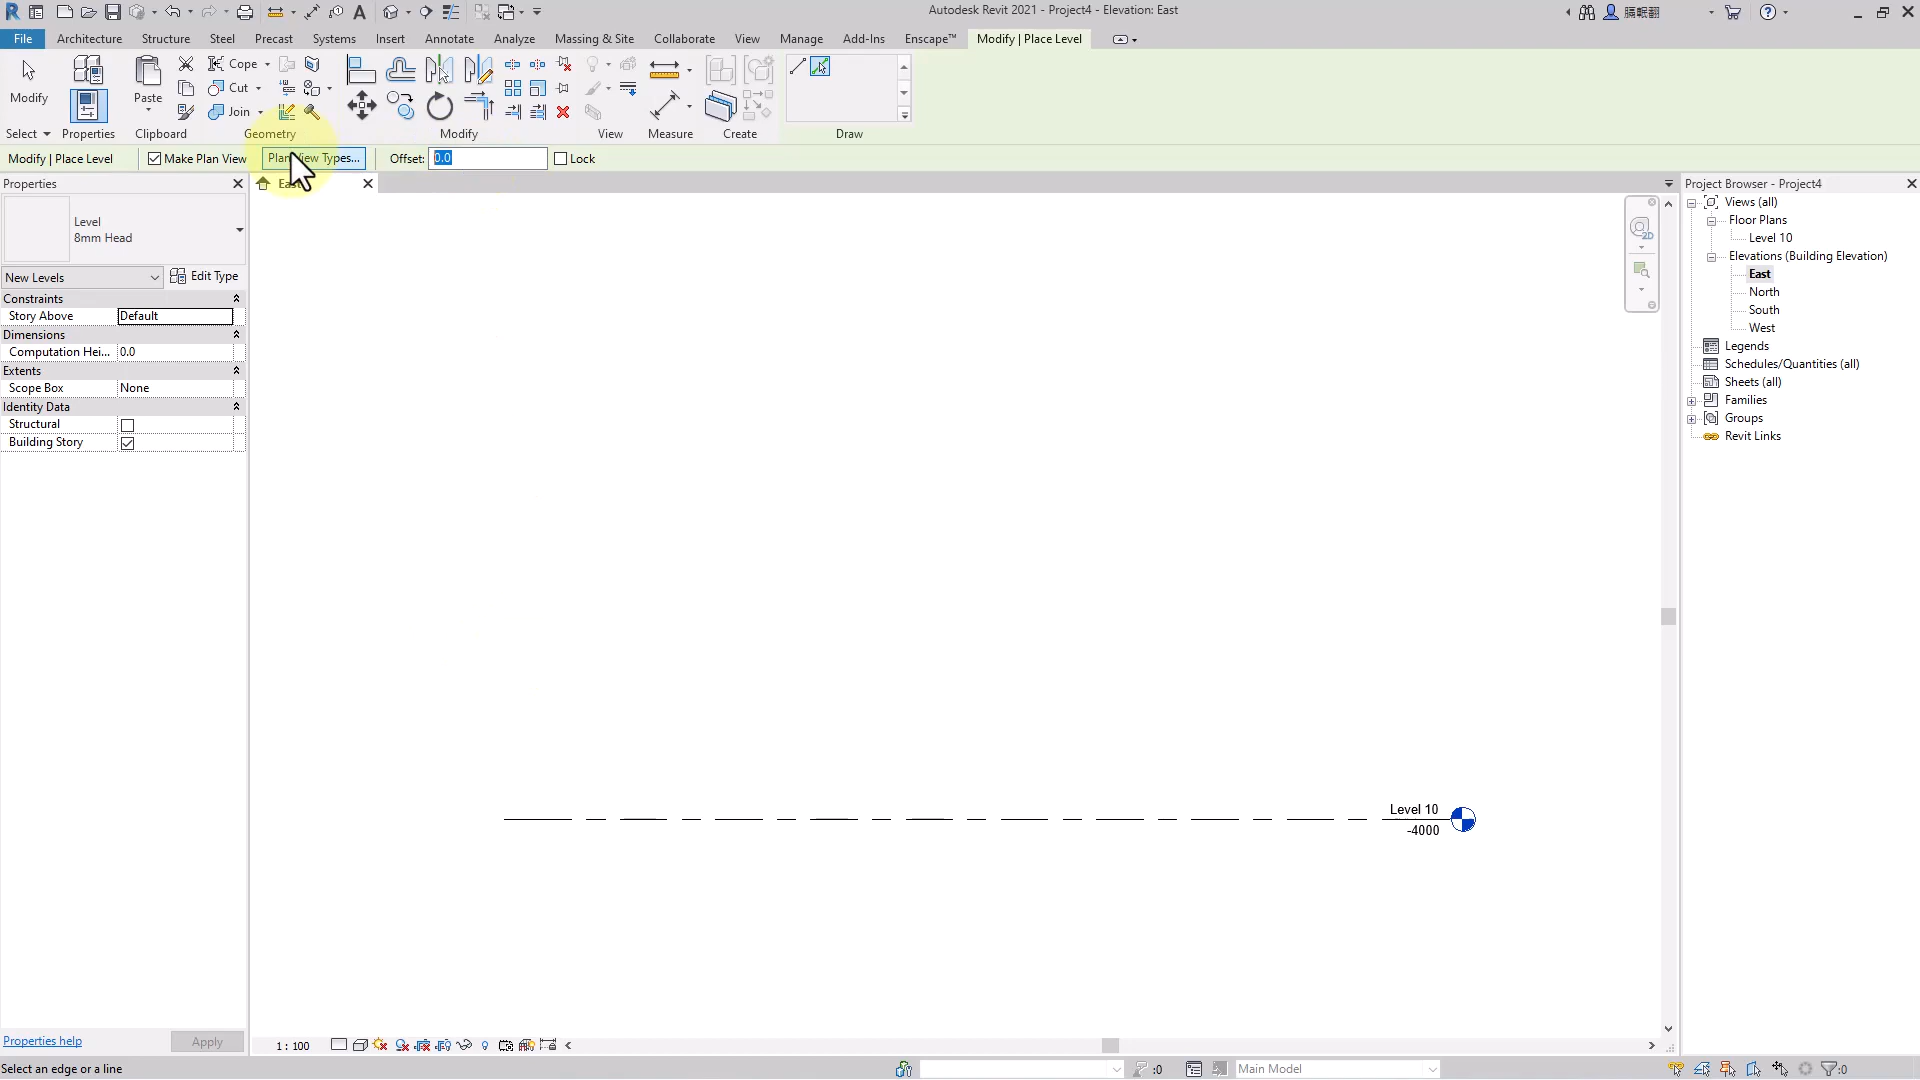 Autodesk Revit 2021 - Project4 - Elevation: East
File Architecture Structure Steel Precast Systems Insert Annotate Analyze Massing & Site Collaborate View Manage Add-Ins Enscape™ Modify | Place Level
Cope
Cut
Join
Modify
Paste
Select Properties Clipboard Geometry Modify View Measure Create Draw
Modify | Place Level Make Plan View Plan View Types... Offset: 0.0 Lock
Properties
East
Project Browser - Project4
Level
8mm Head
New Levels Edit Type
Constraints
Story Above Default
Dimensions
Computation Hei... 0.0
Extents
Scope Box None
Identity Data
Structural
Building Story
Views (all)
Floor Plans
Level 10
Elevations (Building Elevation)
East
North
South
West
Legends
Schedules/Quantities (all)
Sheets (all)
Families
Groups
Revit Links
2D
Level 10
-4000
Properties help Apply
1 : 100
Select an edge or a line
:0
Main Model
:0